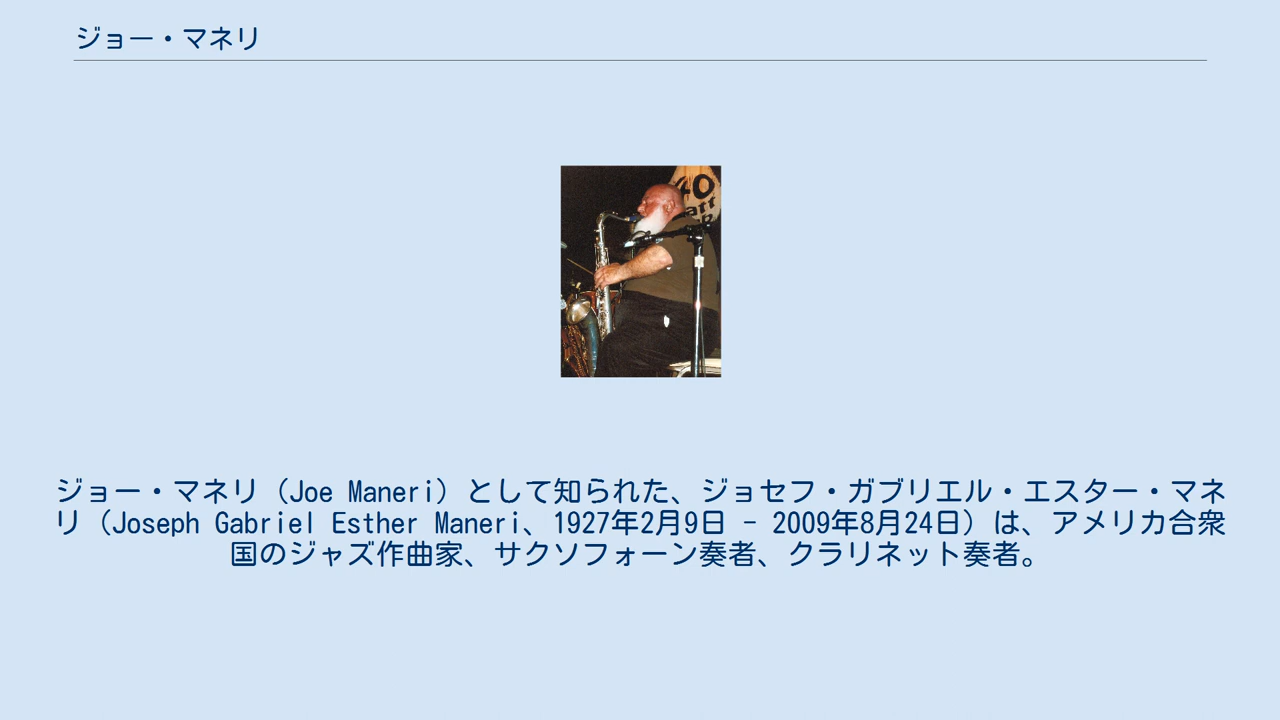 ジョー・マネリ
40
ジョー・マネリ（Joe Maneri）として知られた、ジョセフ・ガブリエル・エスター・マネ
リ（Joseph Gabriel Esther Maneri、1927年2月9日 - 2009年8月24日）は、アメリカ合衆
国のジャズ作曲家、サクソフォーン奏者、クラリネット奏者。